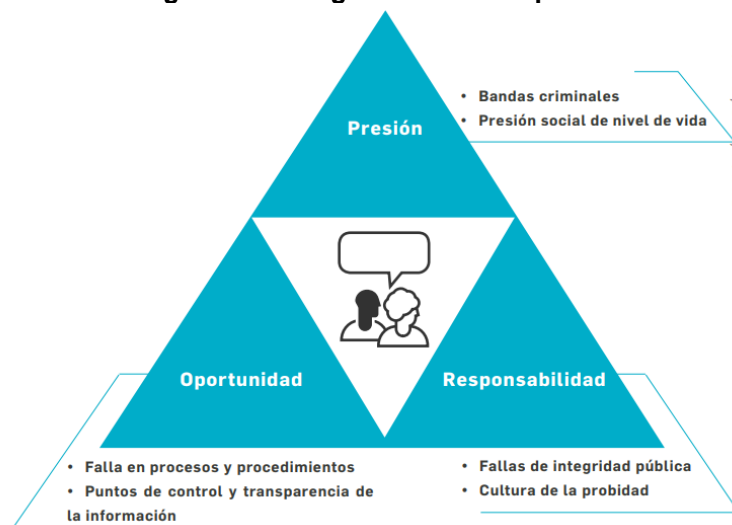 Presión
• Bandas criminales
• Presión social de nivel de vida
Oportunidad
Responsabilidad
• Falla en procesos y procedimientos
• Puntos de control y transparencia de
la información
• Fallas de integridad pública
• Cultura de la probidad